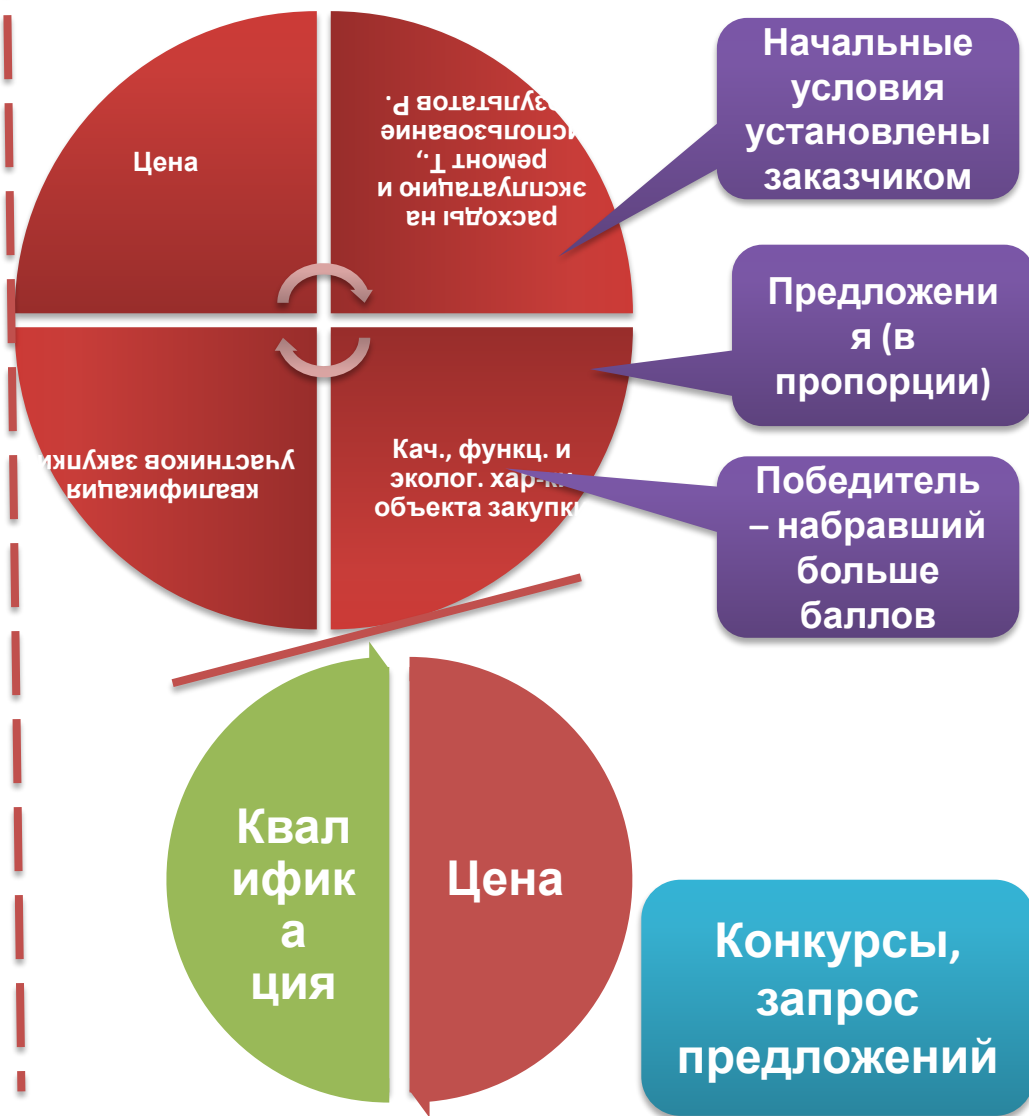 Цена
расходы на
эксплуатацию и
ремонт Т.,
использование
результатов Р.
Начальные
условия
установлены
заказчиком
Предложени
я (в
пропорции)
квалификация
участников закупки
Кач., функц. и
эколог. хар-ки
объекта закупки
Победитель
– набравший
больше
баллов
Квал
ифик
а
ция
Цена
Конкурсы,
запрос
предложений